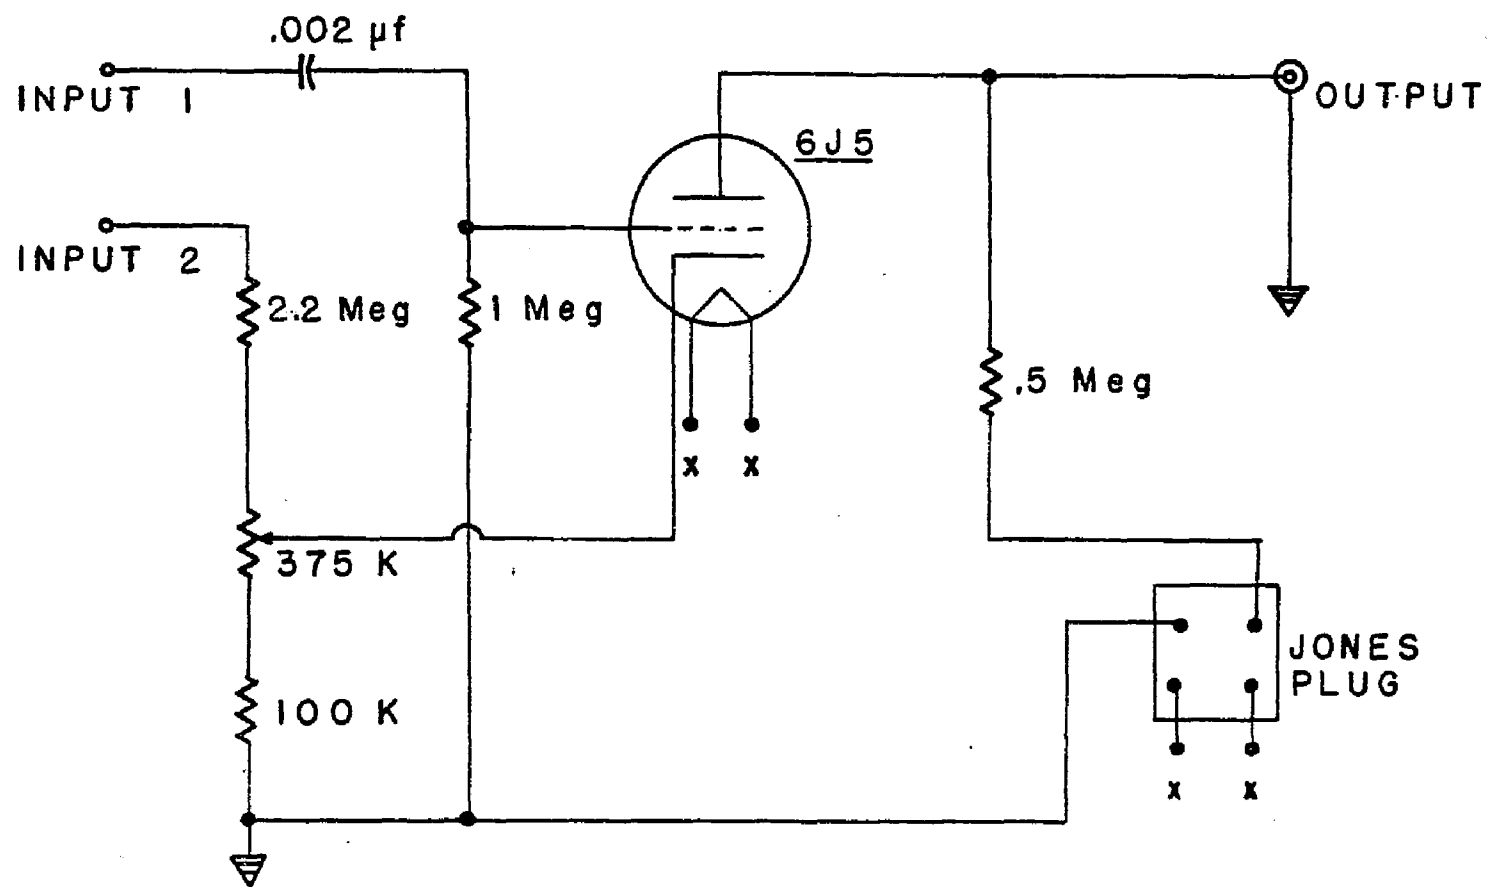 .002 µf
INPUT 1
OUTPUT
6J5
INPUT 2
2.2 Meg
1 Meg
.5 Meg
x x
375 K
JONES
PLUG
100 K
x x